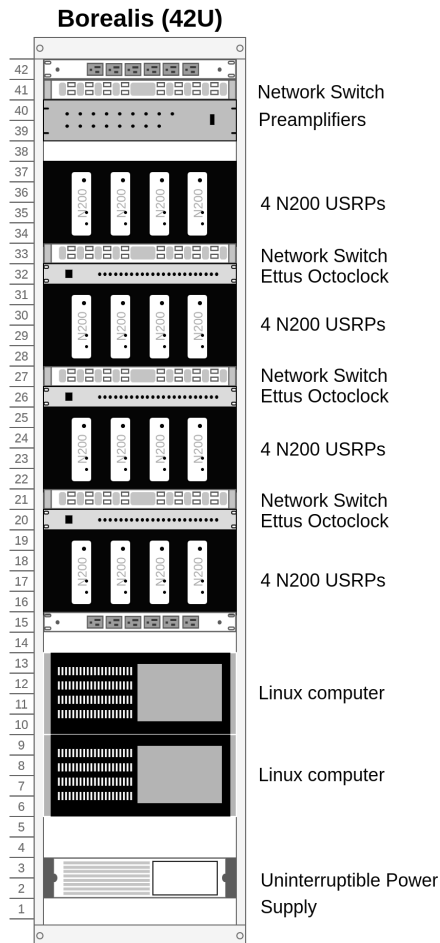 Borealis (42U)
42
41
Network Switch
40
Preamplifiers
39
38
37
36
N200 N200 N200 N200
4 N200 USRPs
35
34
33
Network Switch
32
Ettus Octoclock
31
30
N200 N200 N200 N200
4 N200 USRPs
29
28
27
Network Switch
26
Ettus Octoclock
25
24
N200 N200 N200 N200
4 N200 USRPs
23
22
21
Network Switch
20
Ettus Octoclock
19
18
N200 N200 N200 N200
4 N200 USRPs
17
16
15
14
13
12
Linux computer
11
10
9
8
Linux computer
7
6
5
4
3
2
Uninterruptible Power
1
Supply